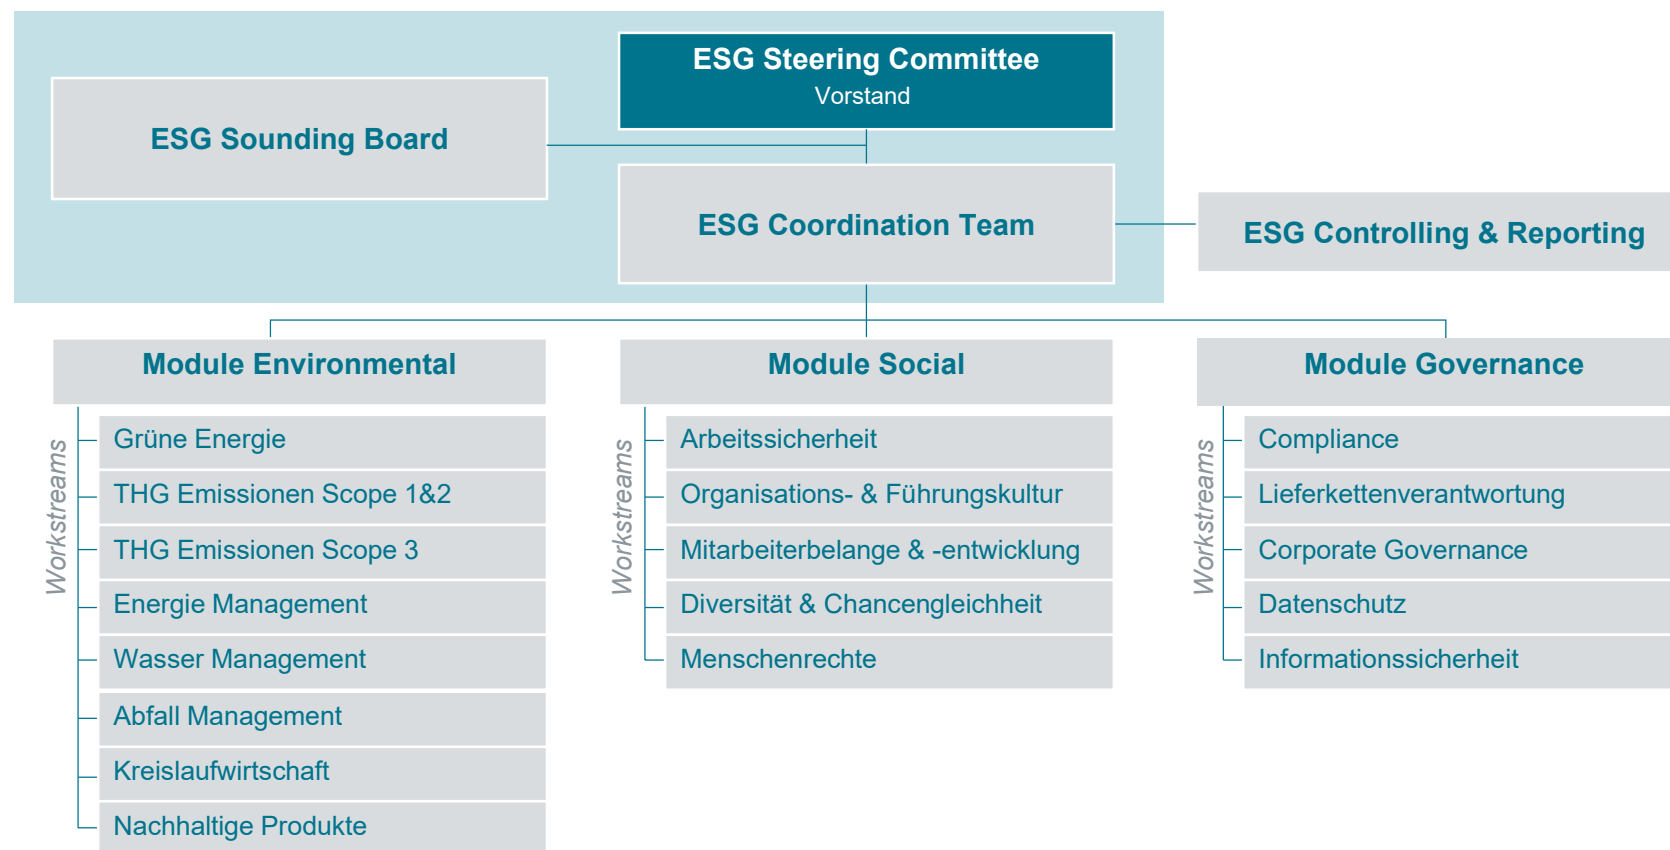 ESG Steering Committee
Vorstand
ESG Sounding Board
ESG Coordination Team
ESG Controlling & Reporting
Module Environmental
Workstreams
Grüne Energie
THG Emissionen Scope 1&2
THG Emissionen Scope 3
Energie Management
Wasser Management
Abfall Management
Kreislaufwirtschaft
Nachhaltige Produkte
Module Social
Workstreams
Arbeitssicherheit
Organisations- & Führungskultur
Mitarbeiterbelange & -entwicklung
Diversität & Chancengleichheit
Menschenrechte
Module Governance
Workstreams
Compliance
Lieferkettenverantwortung
Corporate Governance
Datenschutz
Informationssicherheit